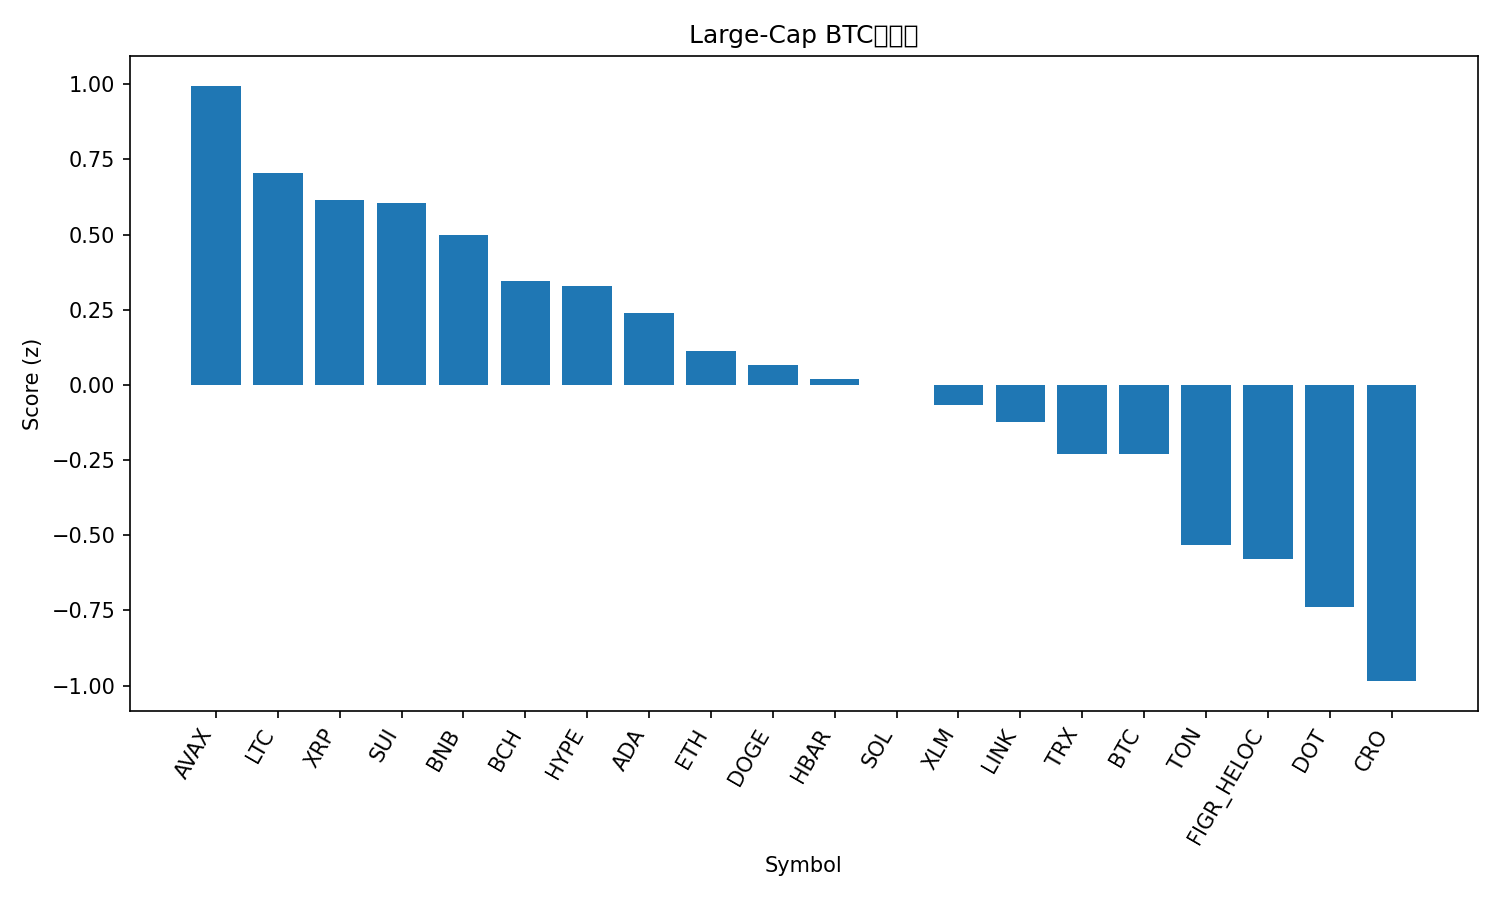 Large-Cap BTC
1.00
0.75
0.50
0.25
0.00
−0.25
−0.50
−0.75
−1.00
Score (z)
AVAX
LTC
XRP
SUI
BNB
BCH
HYPE
ADA
ETH
DOGE
HBAR
SOL
XLM
LINK
TRX
BTC
TON
FIGR_HELOC
DOT
CRO
Symbol